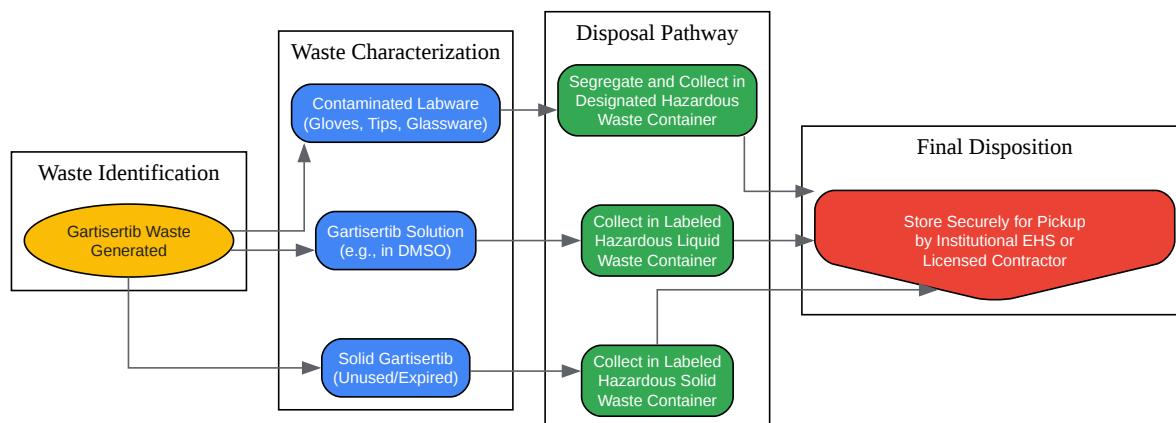 Waste Identification
Gartisertib Waste
Generated
Waste Characterization
Contaminated Labware
(Gloves, Tips, Glassware)
Gartisertib Solution
(e.g., in DMSO)
Solid Gartisertib
(Unused/Expired)
Disposal Pathway
Segregate and Collect in
Designated Hazardous
Waste Container
Collect in Labeled
Hazardous Liquid
Waste Container
Collect in Labeled
Hazardous Solid
Waste Container
Final Disposition
Store Securely for Pickup
by Institutional EHS or
Licensed Contractor